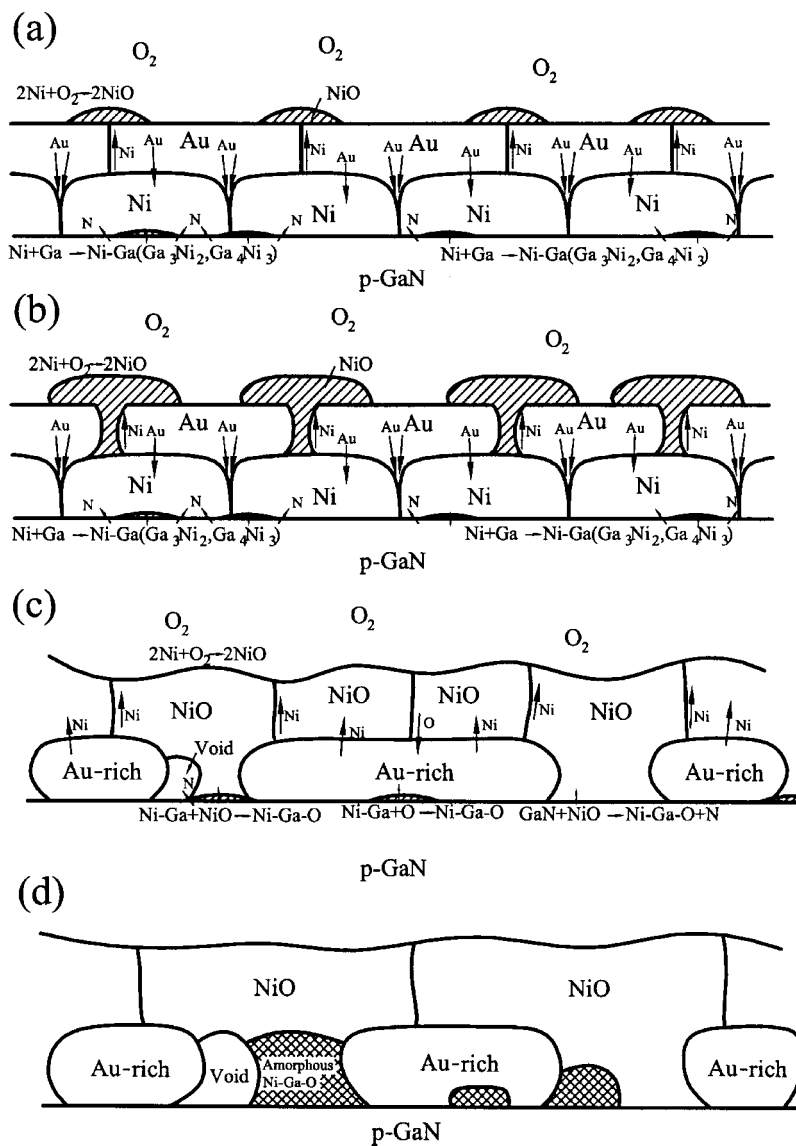 (a)
O2 O2 O2
2Ni+O2→2NiO NiO
Au Ni Au Au Au Ni Au Au Ni Au Au Ni Au
Au
Ni N N N Ni N Ni Ni N
Ni+Ga→Ni-Ga(Ga3Ni2,Ga4Ni3) Ni+Ga→Ni-Ga(Ga3Ni2,Ga4Ni3)
p-GaN
(b)
O2 O2 O2
2Ni+O2→2NiO NiO
Au Ni Au Au Au Ni Au Au Ni Au Au Au Ni Au
Au
Ni N N N Ni N Ni Ni N
Ni+Ga→Ni-Ga(Ga3Ni2,Ga4Ni3) Ni+Ga→Ni-Ga(Ga3Ni2,Ga4Ni3)
p-GaN
(c)
O2 O2 O2
2Ni+O2→2NiO
Ni Ni NiO Ni NiO Ni NiO O Ni Ni NiO Ni Ni
Void
Au-rich N Au-rich Au-rich
Ni-Ga+NiO→Ni-Ga-O Ni-Ga+O→Ni-Ga-O GaN+NiO→Ni-Ga-O+N
p-GaN
(d)
NiO NiO
Au-rich Void Amorphous Au-rich Au-rich
Ni-Ga-O
p-GaN